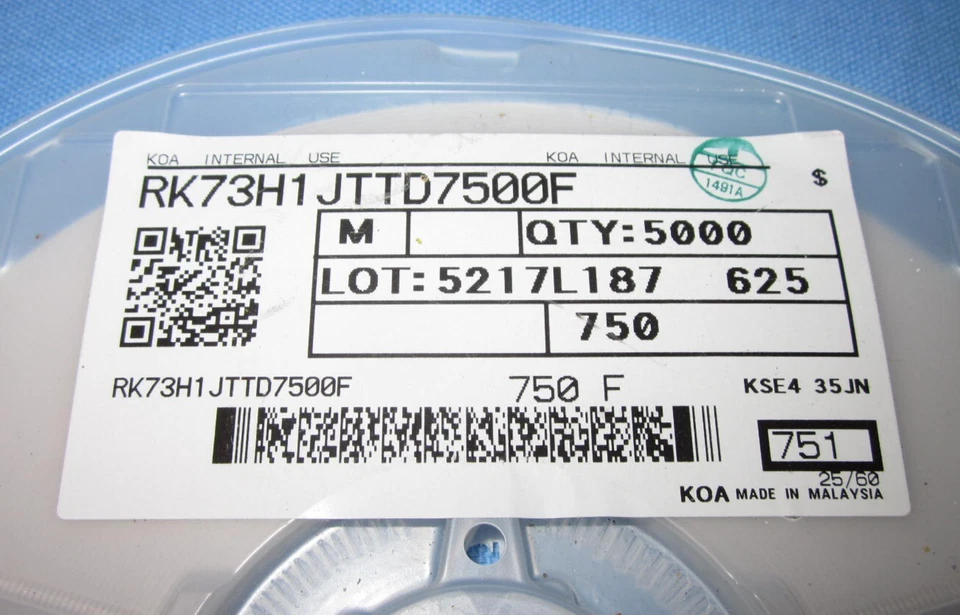 KOA INTERNAL USE KOA INTERNAL USE
RK73H1JTTD7500F $
QC
1491A
M QTY:5000
LOT:5217L187 625
750
RK73H1JTTD7500F 750 F KSE4 35JN
751
25/60
KOA MADE IN MALAYSIA